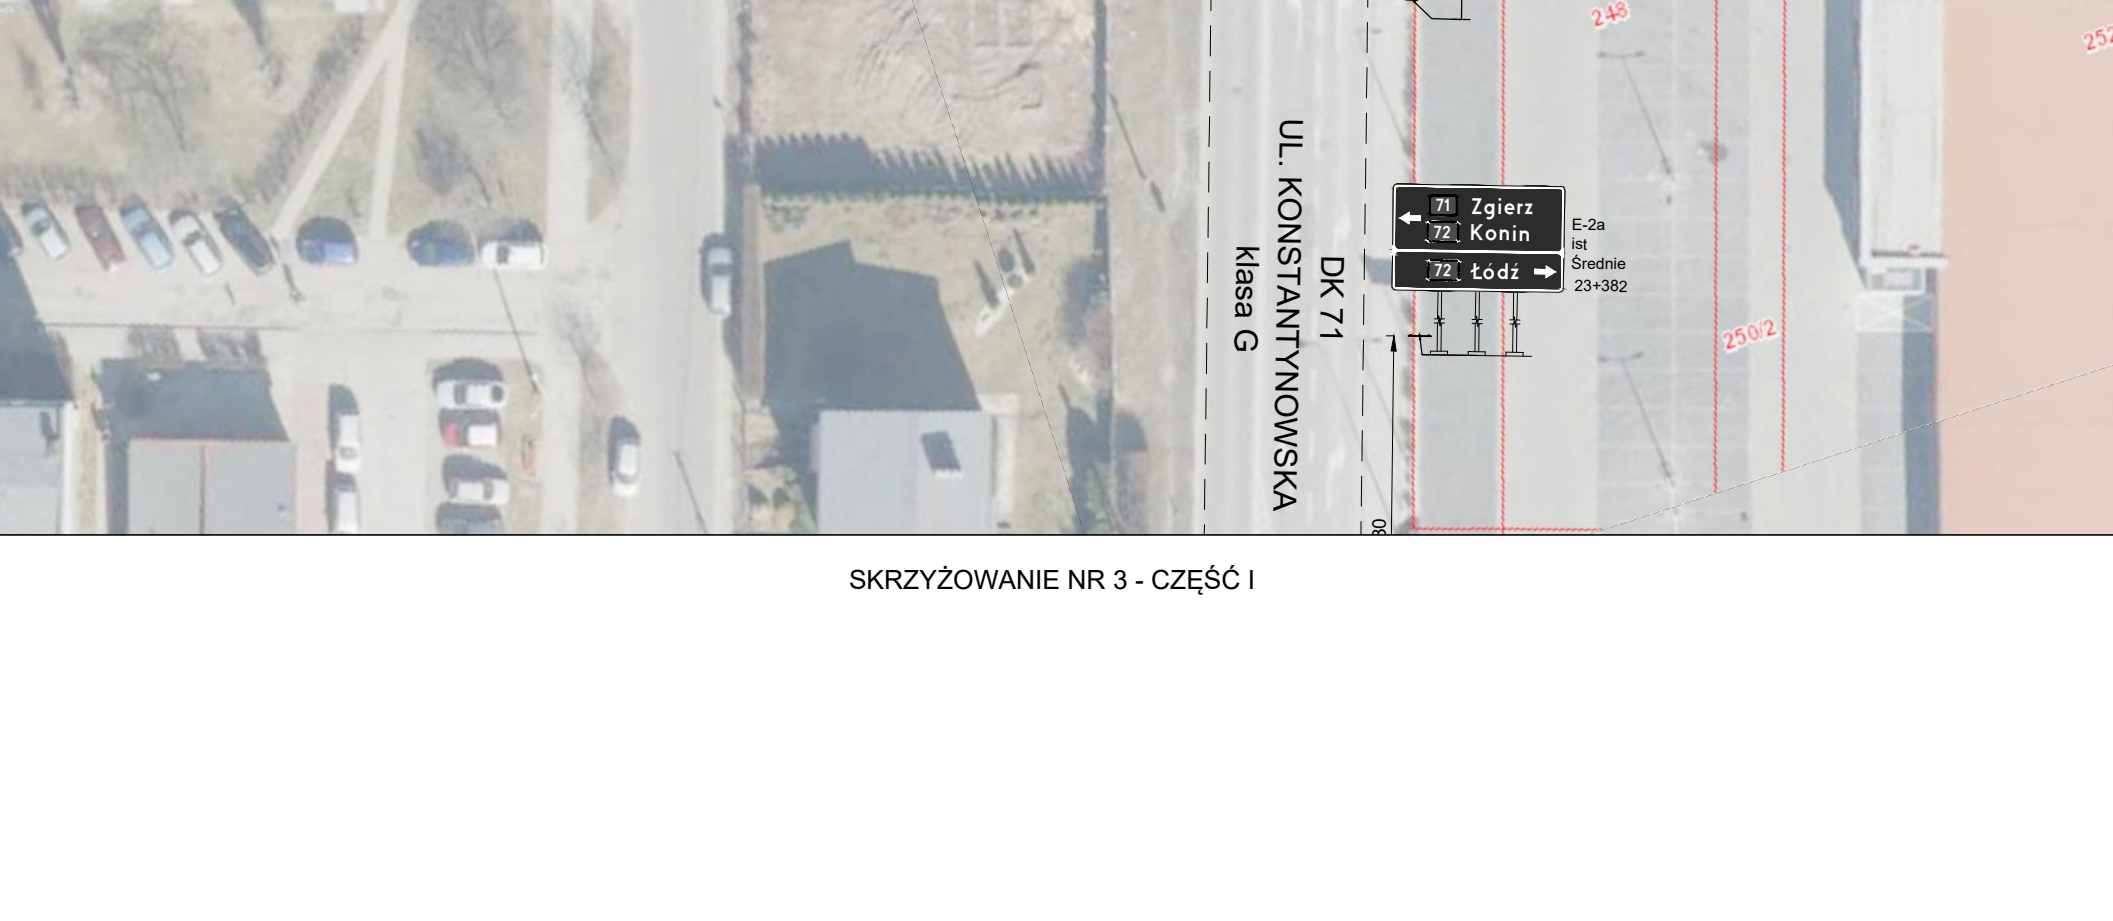 248
252
UL. KONSTANTYNOWSKA
DK 71
klasa G
71 Zgierz
72 Konin
72 Łódź
E-2a
ist
Średnie
23+382
250/2
SKRZYŻOWANIE NR 3 - CZĘŚĆ I